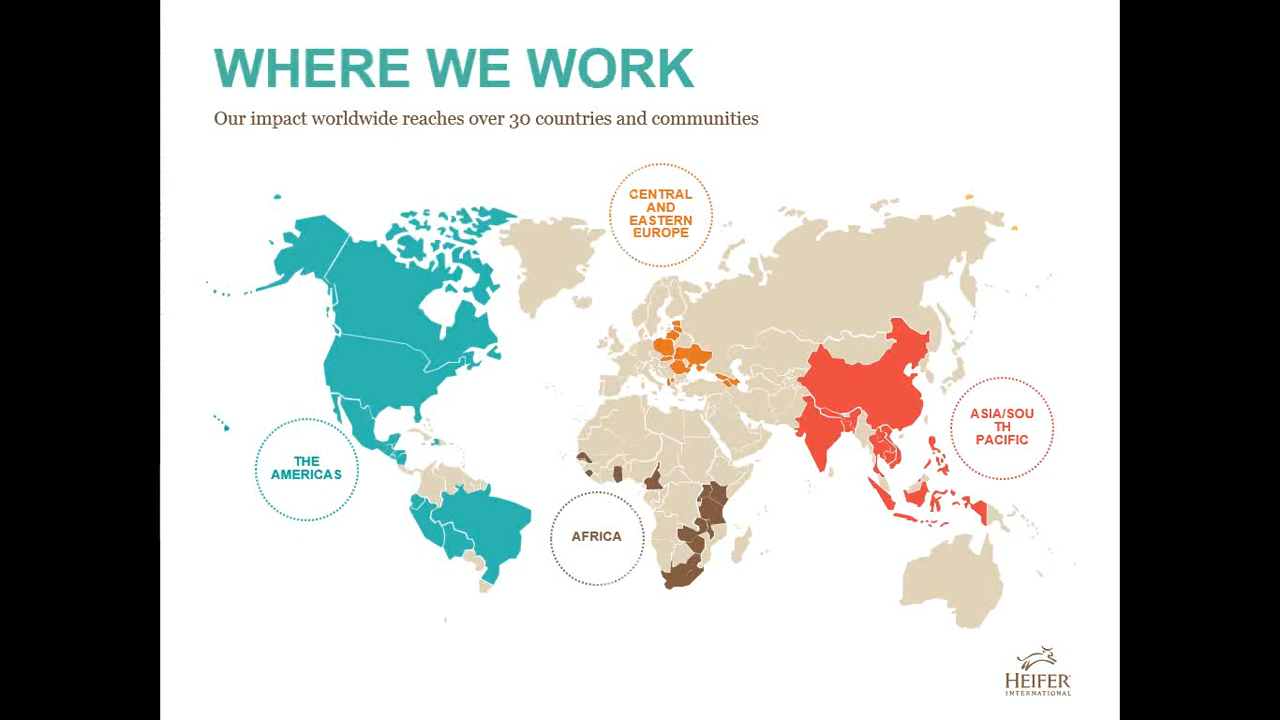 WHERE WE WORK
Our impact worldwide reaches over 30 countries and communities
CENTRAL
AND
EASTERN
EUROPE
ASIA/SOU
TH
PACIFIC
THE
AMERICAS
AFRICA
HEIFER
INTERNATIONAL